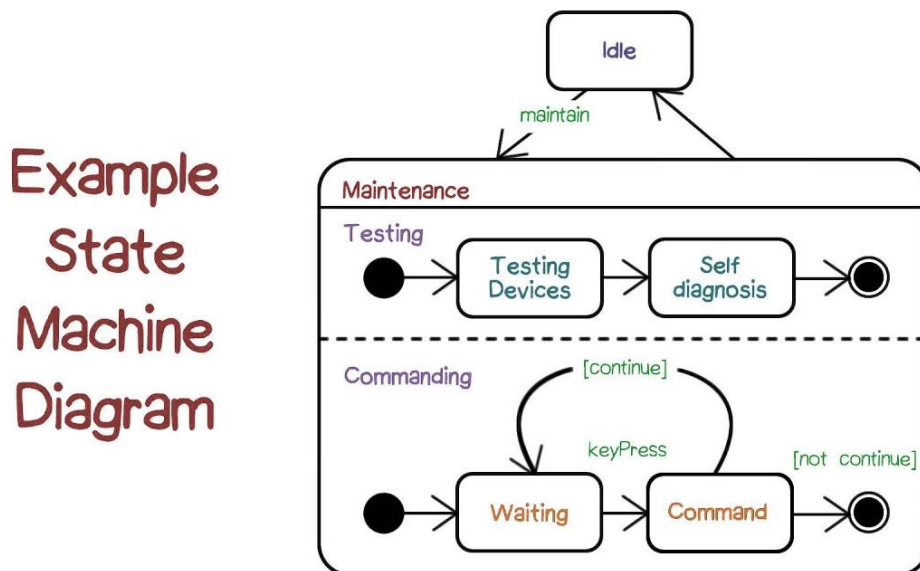 Example
State
Machine
Diagram
Idle
maintain
Maintenance
Testing
Testing
Devices
Self
diagnosis
Commanding
[continue]
keyPress
[not continue]
Waiting
Command